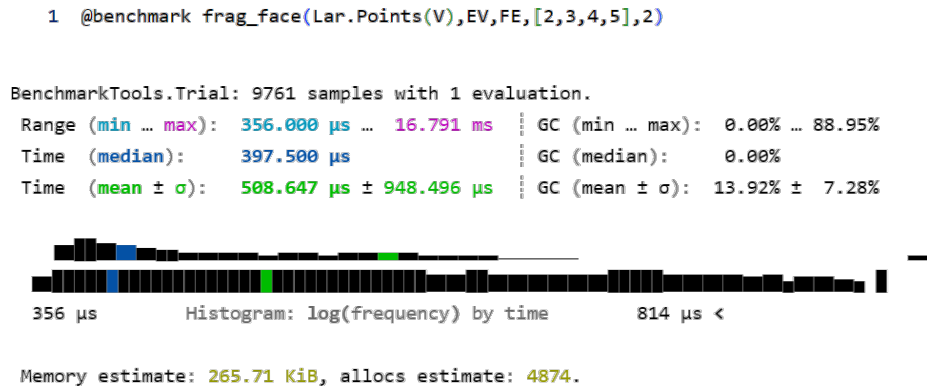 1 @benchmark frag_face(Lar.Points(V),EV,FE,[2,3,4,5],2)
BenchmarkTools.Trial: 9761 samples with 1 evaluation.
Range (min … max): 356.000 μs … 16.791 ms ┊ GC (min … max): 0.00% … 88.95%
Time (median): 397.500 μs ┊ GC (median): 0.00%
Time (mean ± σ): 508.647 μs ± 948.496 μs ┊ GC (mean ± σ): 13.92% ± 7.28%
356 μs Histogram: log(frequency) by time 814 μs <
Memory estimate: 265.71 KiB, allocs estimate: 4874.